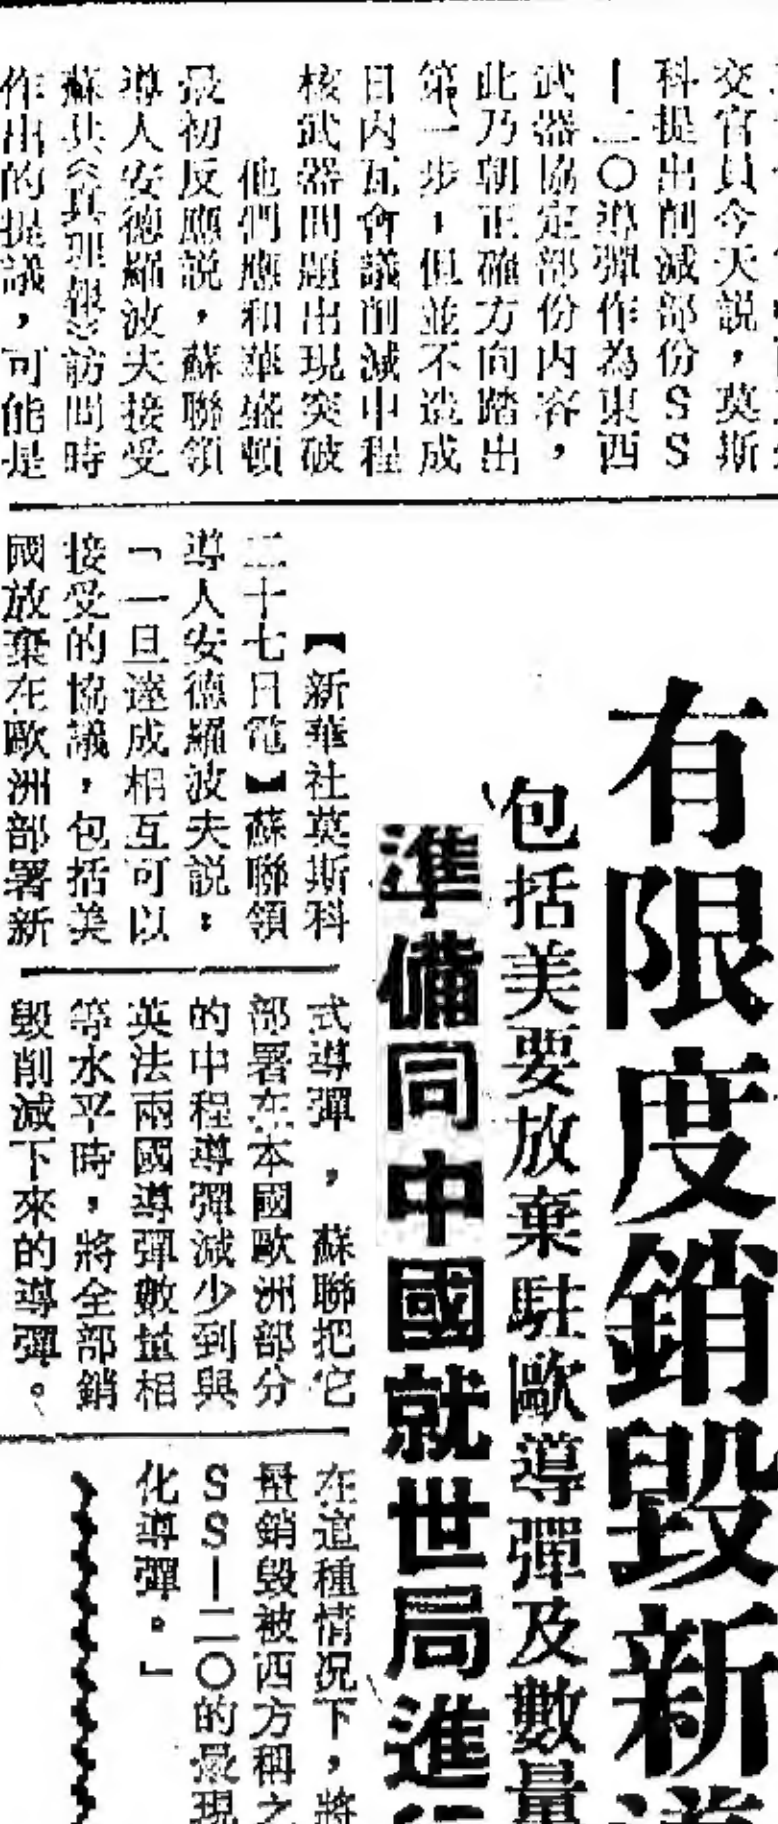 交官員今天説，莫斯
科提出削減部份ＳＳ
｜二〇導彈作為東西
武器協定部份内容，
此乃朝正確方向踏出
第一步，但並不造成
日内瓦會議削減中程
核武器問題出現突破
他們應和華盛頓
最初反應説，蘇聯領
導人安德羅波夫接受
蘇共《真理報》訪問時
作出的提議，可能是
有限度銷毀新
包括美要放棄駐歐導彈及數量
準備同中國就世局進行
【新華社莫斯科
二十七日電】蘇聯領
導人安德羅波夫説：
「一旦達成相互可以
接受的協議，包括美
國放棄在歐洲部署新
式導彈，蘇聯把它
部署在本國歐洲部分
的中程導彈減少到與
英法兩國導彈數量相
等水平時，將全部銷
毀削減下來的導彈。
在這種情况下，將
量銷毀被西方稱之
ＳＳ｜二〇的最現
化導彈。」